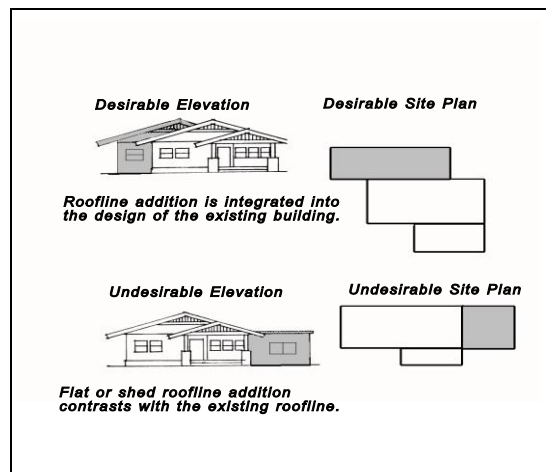 Desirable Elevation
Desirable Site Plan
Roofline addition is integrated into
the design of the existing building.
Undesirable Elevation
Undesirable Site Plan
Flat or shed roofline addition
contrasts with the existing roofline.